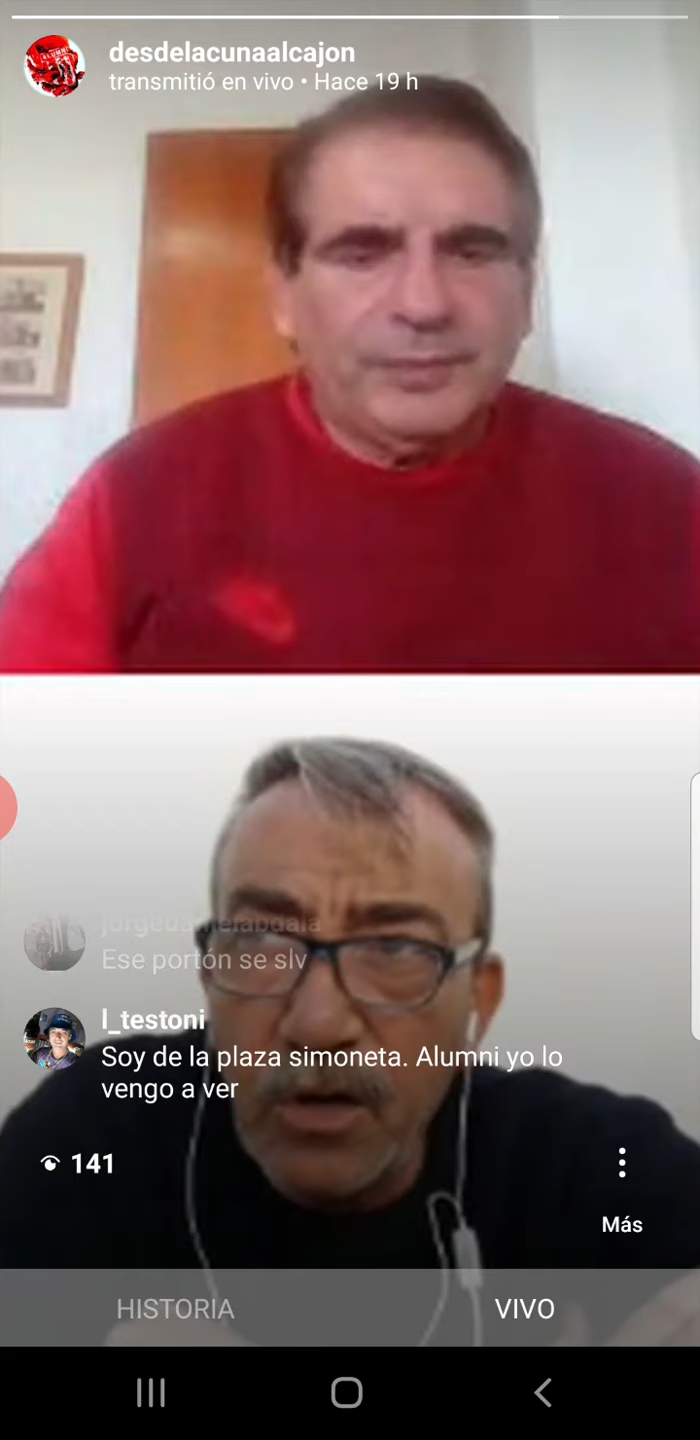 desdelacunaalcajon
transmitió en vivo • Hace 19 h
Ese portón se slv
l_testoni
Soy de la plaza simoneta. Alumni yo lo
vengo a ver
141
Más
HISTORIA
VIVO